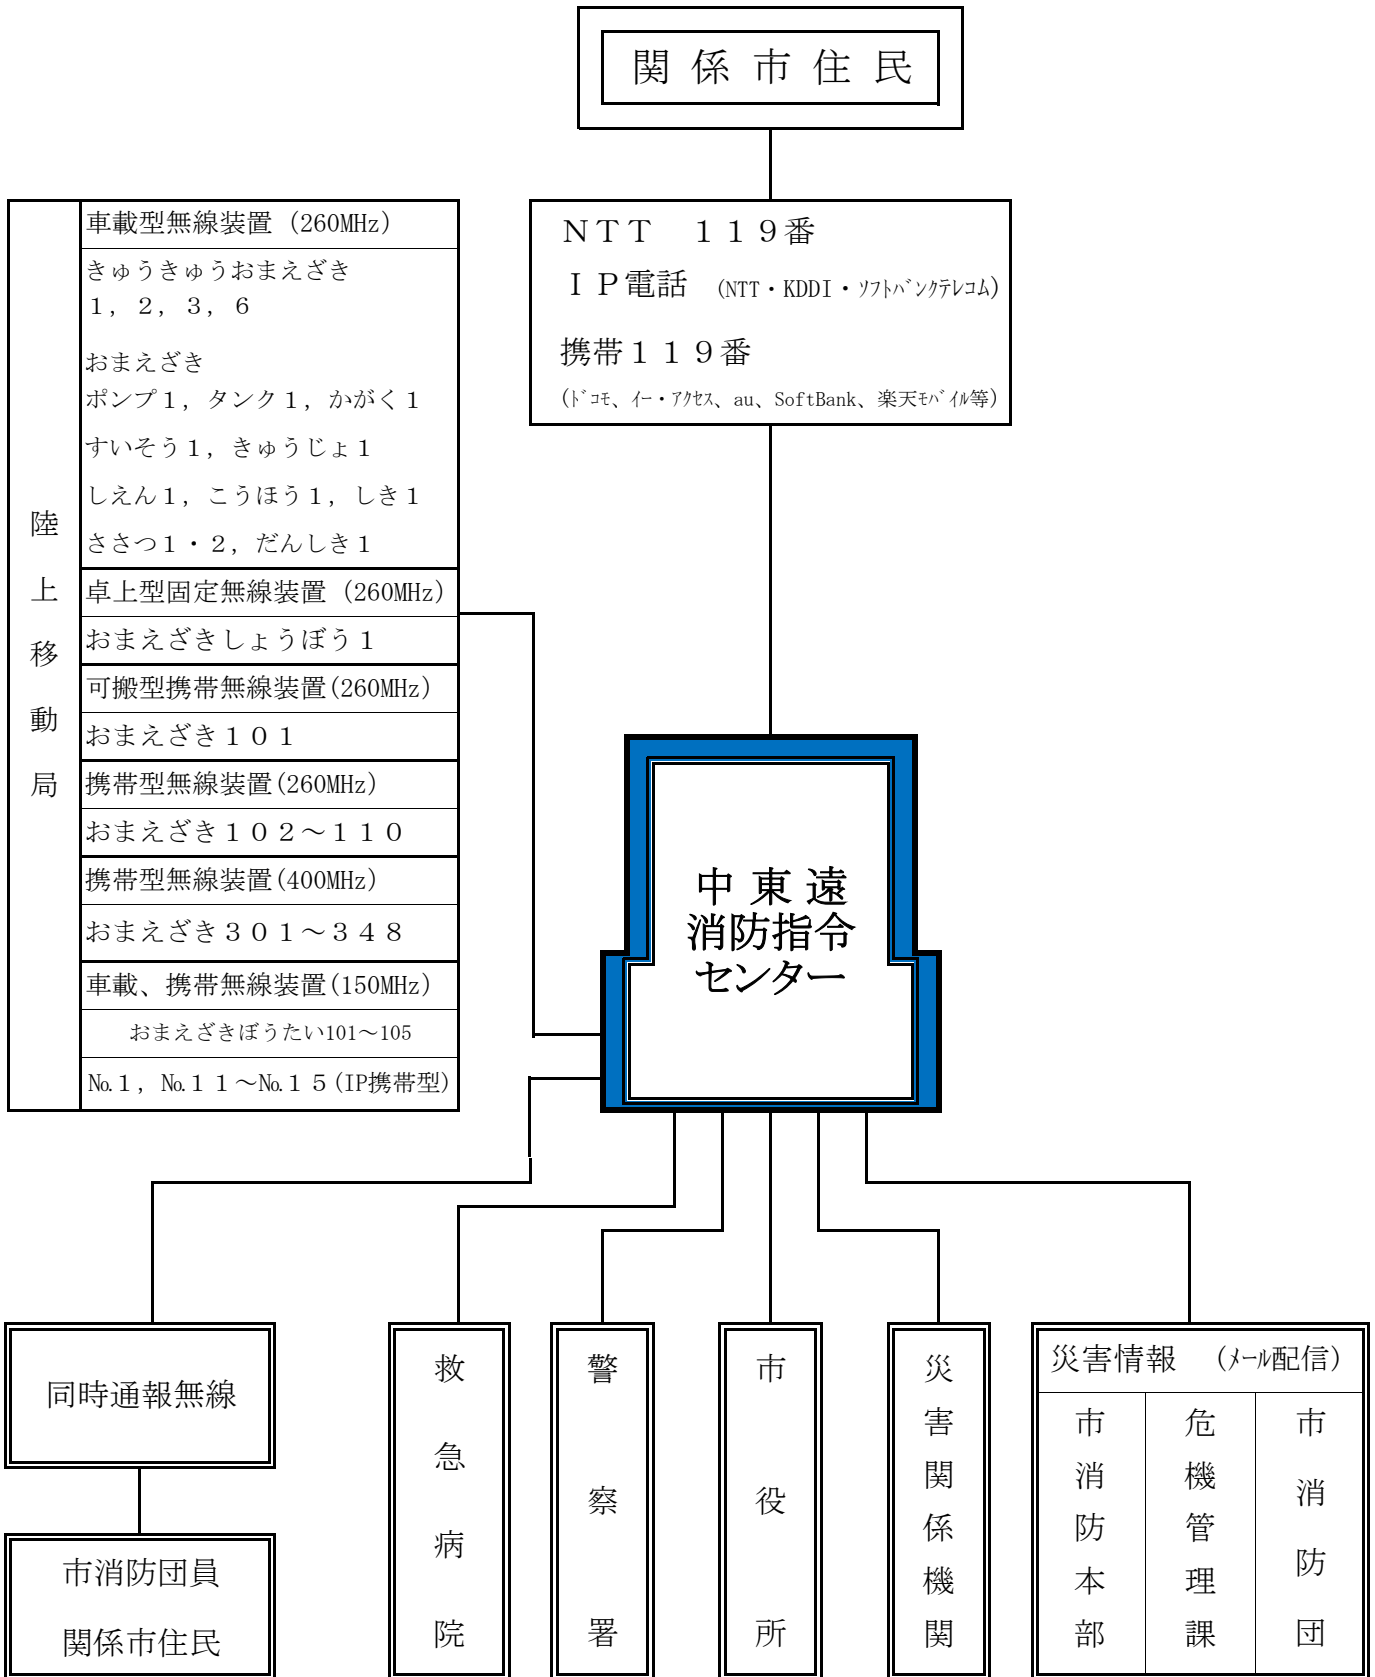 関係市住民
ＮＴＴ　１１９番
ＩＰ電話　(NTT・KDDI・ｿﾌﾄﾊﾞﾝｸﾃﾚｺﾑ)
携帯１１９番
(ﾄﾞｺﾓ、ｲｰ・ｱｸｾｽ、au、SoftBank、楽天ﾓﾊﾞｲﾙ等)
陸上移動局
車載型無線装置 (260MHz)
きゅうきゅうおまえざき
１，２，３，６
おまえざき
ポンプ１，タンク１，かがく１
すいそう１，きゅうじょ１
しえん１，こうほう１，しき１
ささつ１・２，だんしき１
卓上型固定無線装置 (260MHz)
おまえざきしょうぼう１
可搬型携帯無線装置(260MHz)
おまえざき１０１
携帯型無線装置(260MHz)
おまえざき１０２～１１０
携帯型無線装置(400MHz)
おまえざき３０１～３４８
車載、携帯無線装置(150MHz)
おまえざきぼうたい101～105
№１，№１１～№１５(IP携帯型)
中東遠
消防指令
センター
同時通報無線
市消防団員
関係市住民
救急病院
警察署
市役所
災害関係機関
災害情報　(ﾒｰﾙ配信)
市消防本部
危機管理課
市消防団